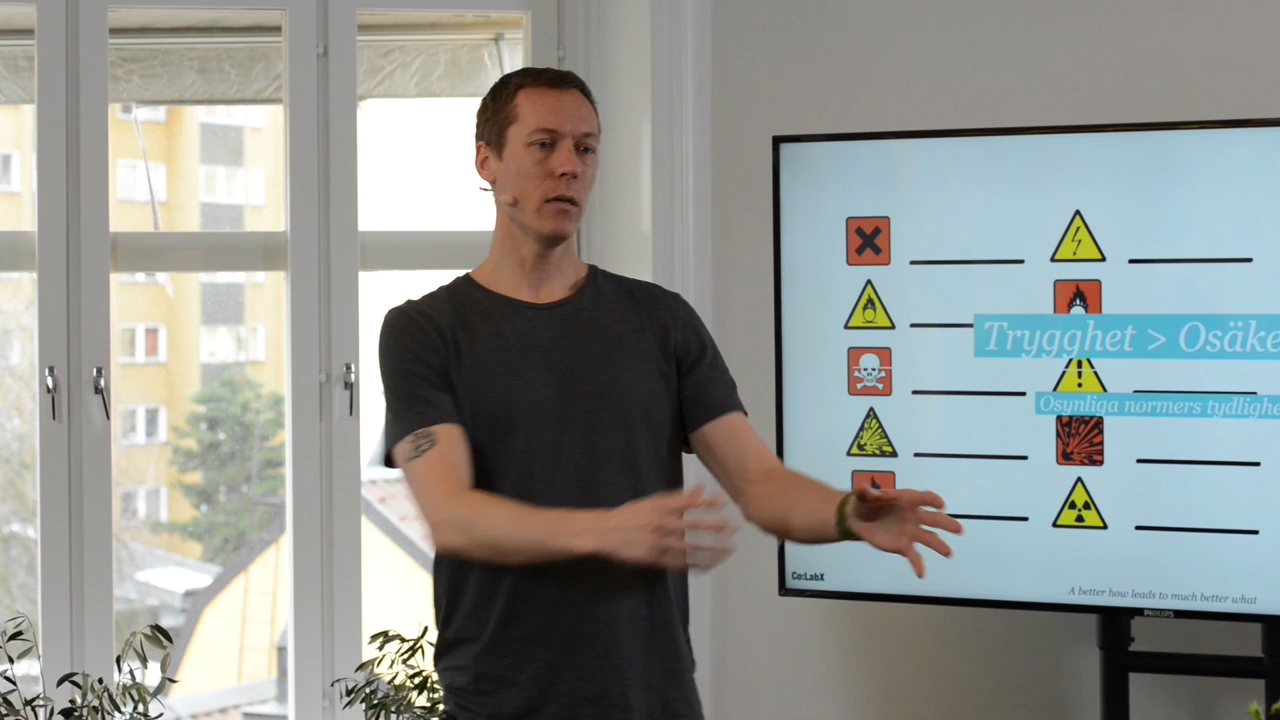 Trygghet > Osäke
Osynliga normers tydlighe
Co:LabX
A better how leads to much better what
PHILIPS